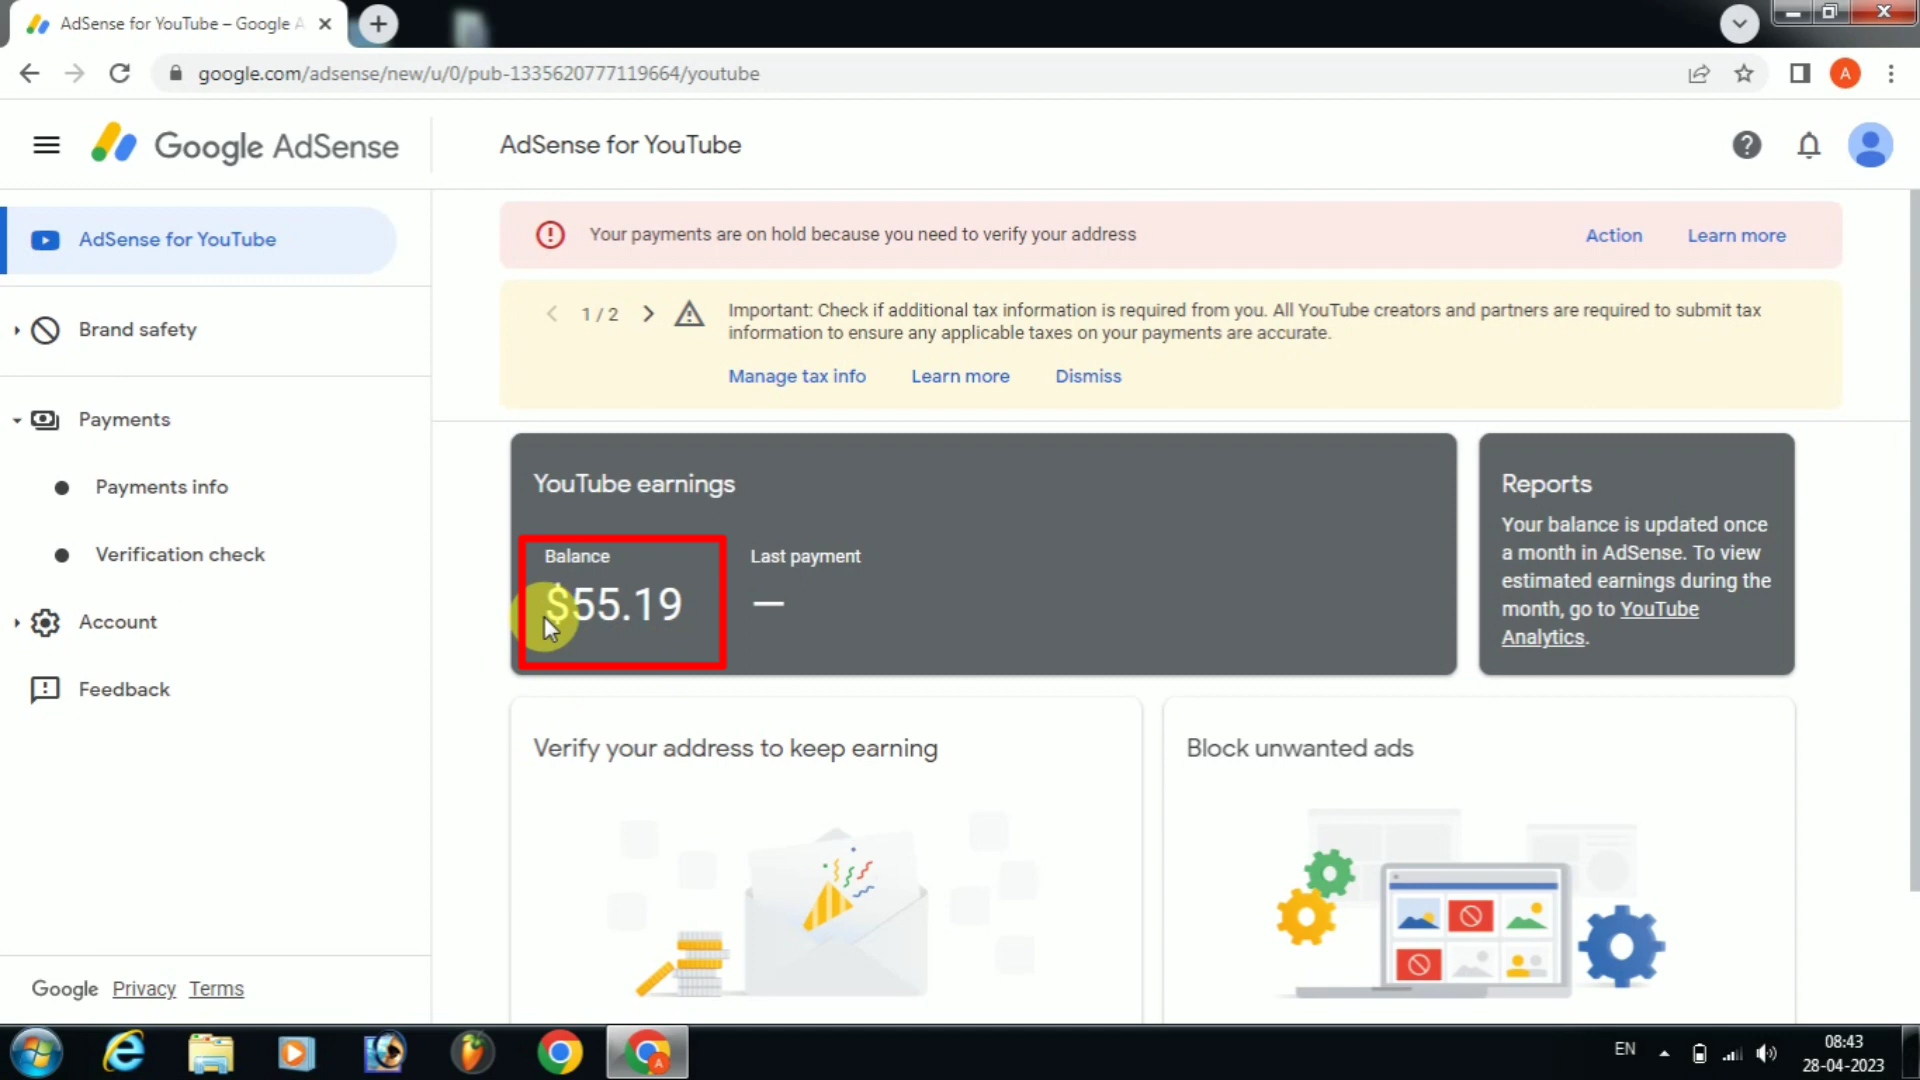 AdSense for YouTube – Google A
google.com/adsense/new/u/0/pub-1335620777119664/youtube
A
Google AdSense
AdSense for YouTube
AdSense for YouTube
Brand safety
Payments
Payments info
Verification check
Account
Feedback
Google Privacy Terms
Your payments are on hold because you need to verify your address
Action Learn more
1 / 2
Important: Check if additional tax information is required from you. All YouTube creators and partners are required to submit tax
information to ensure any applicable taxes on your payments are accurate.
Manage tax info Learn more Dismiss
YouTube earnings
Balance Last payment
$55.19 —
Reports
Your balance is updated once
a month in AdSense. To view
estimated earnings during the
month, go to YouTube
Analytics.
Verify your address to keep earning
Block unwanted ads
A
EN
08:43
28-04-2023